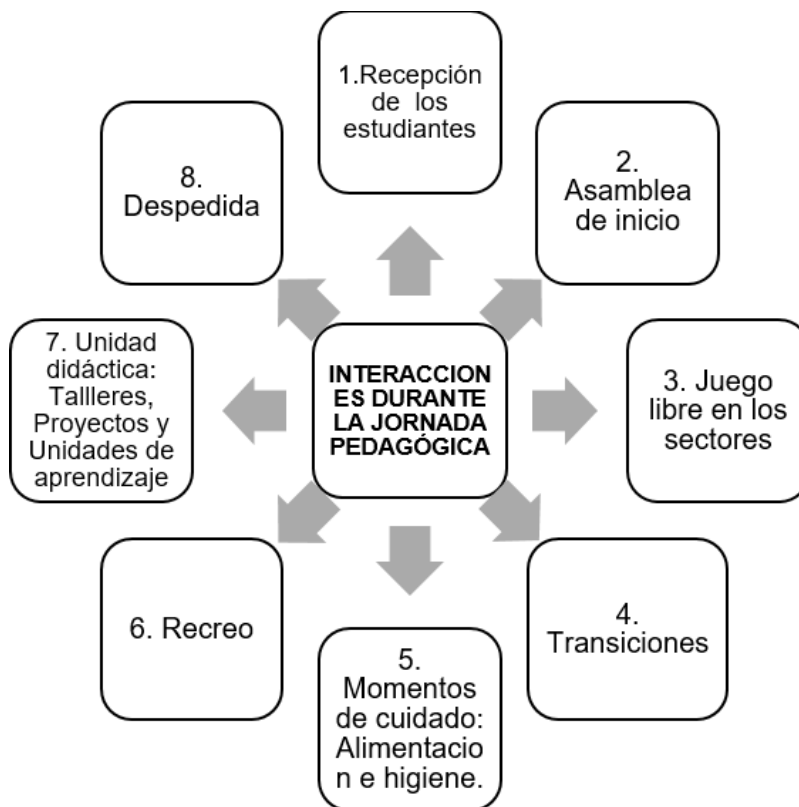 1.Recepción
de los
estudiantes
2.
Asamblea
de inicio
3. Juego
libre en los
sectores
4.
Transiciones
5.
Momentos
de cuidado:
Alimentacio
n e higiene.
6. Recreo
7. Unidad
didáctica:
Tallleres,
Proyectos y
Unidades de
aprendizaje
8.
Despedida
INTERACCION
ES DURANTE
LA JORNADA
PEDAGÓGICA